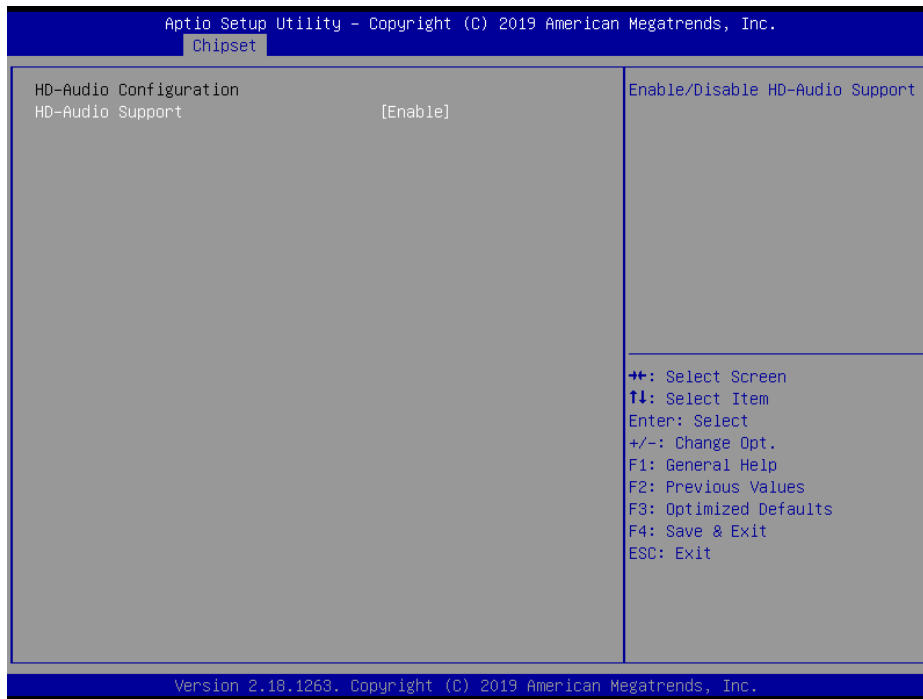 Aptio Setup Utility – Copyright (C) 2019 American Megatrends, Inc.
Chipset
HD-Audio Configuration
HD-Audio Support [Enable]
Enable/Disable HD-Audio Support
→←: Select Screen
↑↓: Select Item
Enter: Select
+/-: Change Opt.
F1: General Help
F2: Previous Values
F3: Optimized Defaults
F4: Save & Exit
ESC: Exit
Version 2.18.1263. Copyright (C) 2019 American Megatrends, Inc.